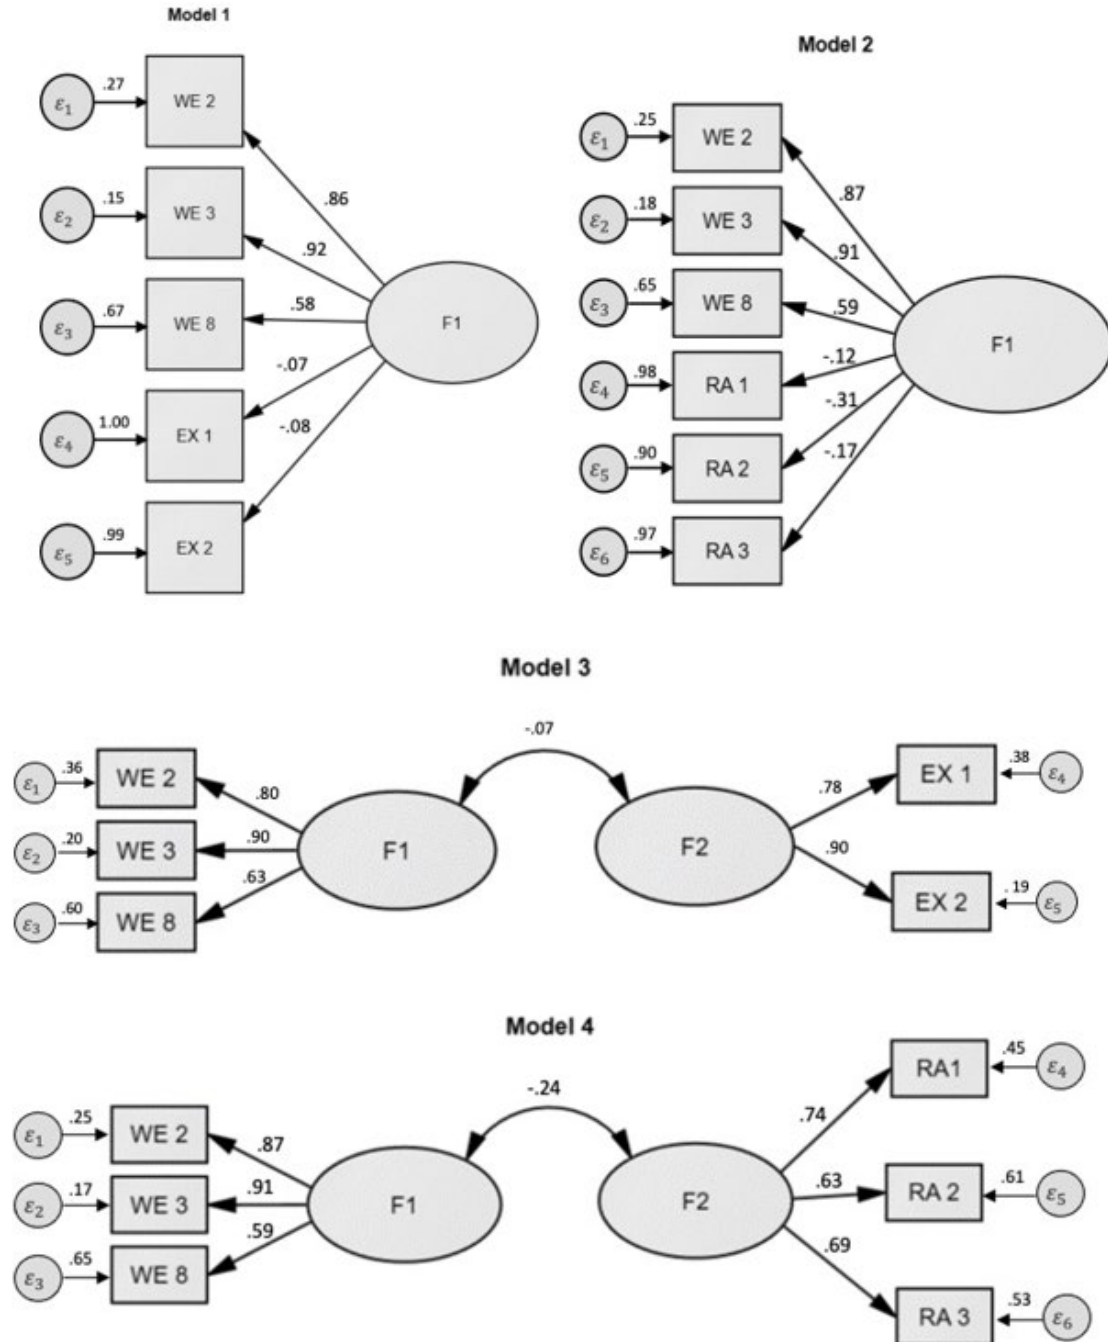 Model 1
ε1 .27 WE 2
.86
ε2 .15 WE 3
.92
ε3 .67 WE 8
.58
F1
-.07
ε4 1.00 EX 1
-.08
ε5 .99 EX 2
Model 2
ε1 .25 WE 2
.87
ε2 .18 WE 3
.91
ε3 .65 WE 8
.59
F1
-.12
ε4 .98 RA 1
-.31
ε5 .90 RA 2
-.17
ε6 .97 RA 3
Model 3
-.07
ε1 .36 WE 2
.80
ε2 .20 WE 3
.90
ε3 .60 WE 8
.63
F1
F2
.78
EX 1 .38 ε4
.90
EX 2 .19 ε5
Model 4
-.24
ε1 .25 WE 2
.87
ε2 .17 WE 3
.91
ε3 .65 WE 8
.59
F1
F2
.74
RA1 .45 ε4
.63
RA 2 .61 ε5
.69
RA 3 .53 ε6